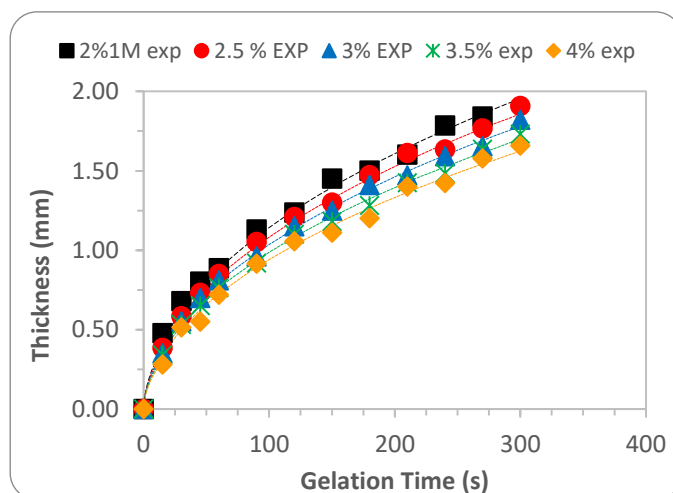 2%1M exp 2.5 % EXP 3% EXP 3.5% exp 4% exp
2.00
1.50
1.00
0.50
0.00
0 100 200 300 400
Thickness (mm)
Gelation Time (s)